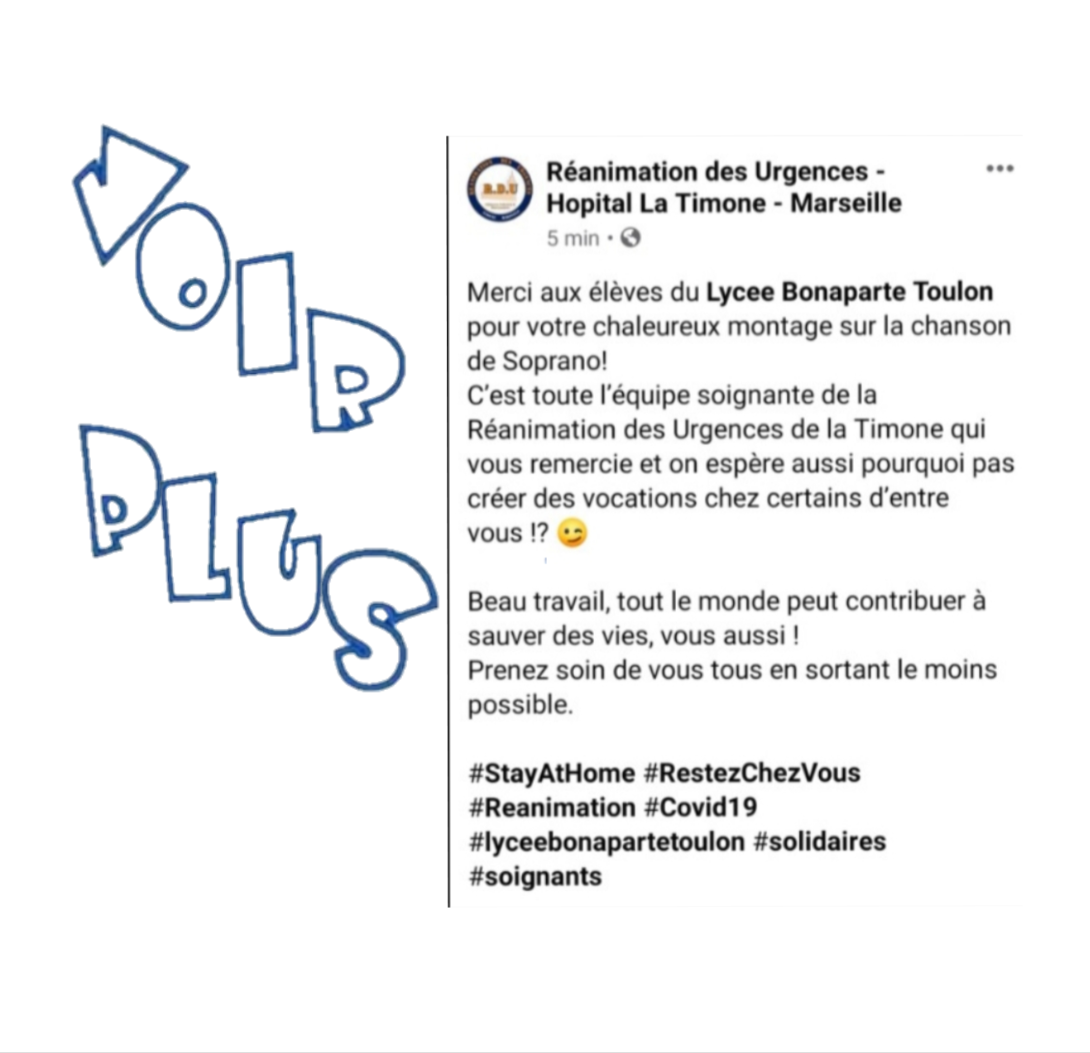 VOIR
PLUS
R.D.U
Réanimation des Urgences -
Hopital La Timone - Marseille
5 min ·
Merci aux élèves du Lycee Bonaparte Toulon
pour votre chaleureux montage sur la chanson
de Soprano!
C’est toute l’équipe soignante de la
Réanimation des Urgences de la Timone qui
vous remercie et on espère aussi pourquoi pas
créer des vocations chez certains d’entre
vous !? 😉
Beau travail, tout le monde peut contribuer à
sauver des vies, vous aussi !
Prenez soin de vous tous en sortant le moins
possible.
#StayAtHome #RestezChezVous
#Reanimation #Covid19
#lyceebonapartetoulon #solidaires
#soignants